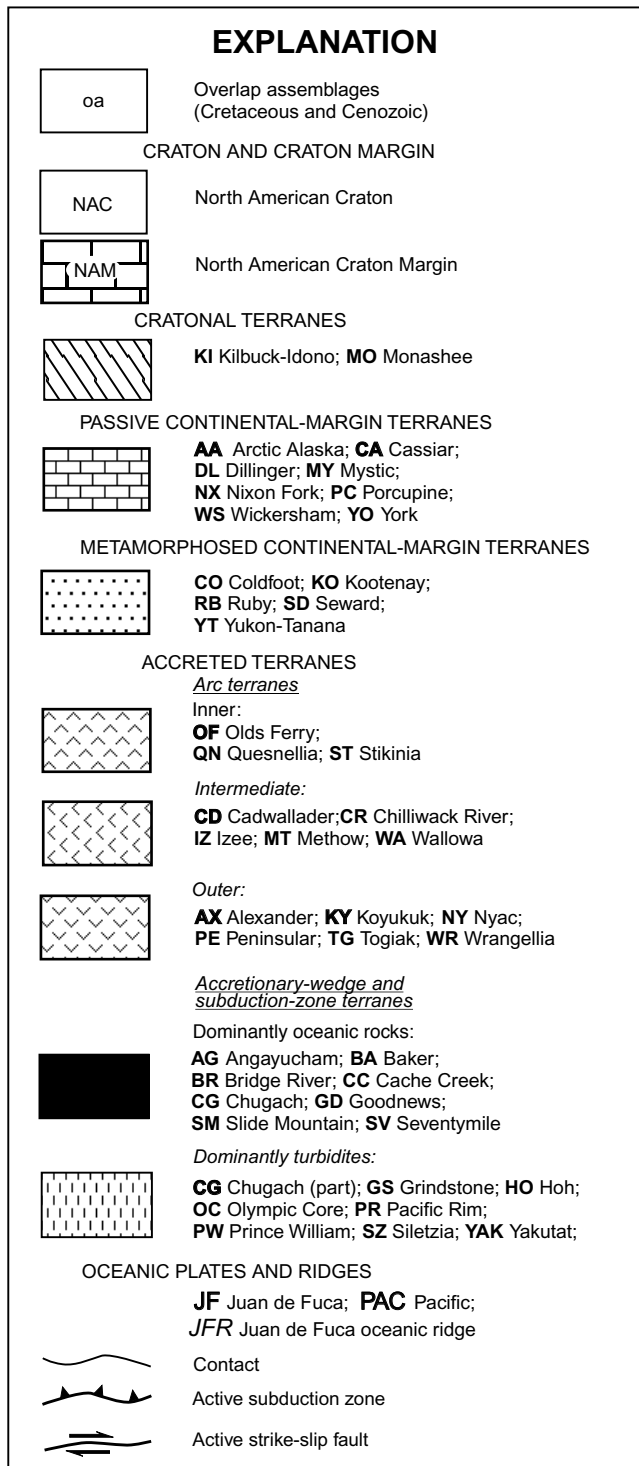 EXPLANATION
oa
Overlap assemblages
(Cretaceous and Cenozoic)
CRATON AND CRATON MARGIN
NAC
North American Craton
NAM
North American Craton Margin
CRATONAL TERRANES
KI Kilbuck-Idono; MO Monashee
PASSIVE CONTINENTAL-MARGIN TERRANES
AA Arctic Alaska; CA Cassiar;
DL Dillinger; MY Mystic;
NX Nixon Fork; PC Porcupine;
WS Wickersham; YO York
METAMORPHOSED CONTINENTAL-MARGIN TERRANES
CO Coldfoot; KO Kootenay;
RB Ruby; SD Seward;
YT Yukon-Tanana
ACCRETED TERRANES
Arc terranes
Inner:
OF Olds Ferry;
QN Quesnellia; ST Stikinia
Intermediate:
CD Cadwallader;CR Chilliwack River;
IZ Izee; MT Methow; WA Wallowa
Outer:
AX Alexander; KY Koyukuk; NY Nyac;
PE Peninsular; TG Togiak; WR Wrangellia
Accretionary-wedge and
subduction-zone terranes
Dominantly oceanic rocks:
AG Angayucham; BA Baker;
BR Bridge River; CC Cache Creek;
CG Chugach; GD Goodnews;
SM Slide Mountain; SV Seventymile
Dominantly turbidites:
CG Chugach (part); GS Grindstone; HO Hoh;
OC Olympic Core; PR Pacific Rim;
PW Prince William; SZ Siletzia; YAK Yakutat;
OCEANIC PLATES AND RIDGES
JF Juan de Fuca; PAC Pacific;
JFR Juan de Fuca oceanic ridge
Contact
Active subduction zone
Active strike-slip fault